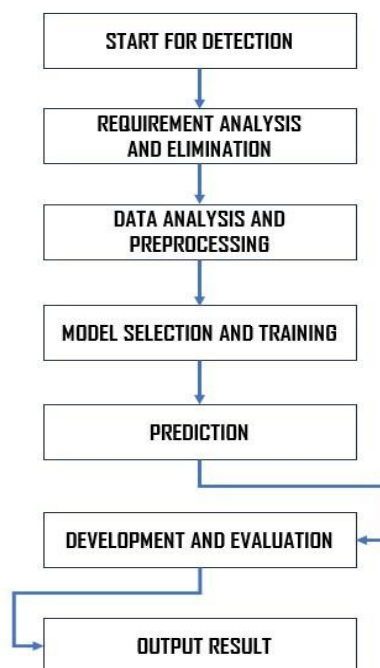 START FOR DETECTION
REQUIREMENT ANALYSIS
AND ELIMINATION
DATA ANALYSIS AND
PREPROCESSING
MODEL SELECTION AND TRAINING
PREDICTION
DEVELOPMENT AND EVALUATION
OUTPUT RESULT